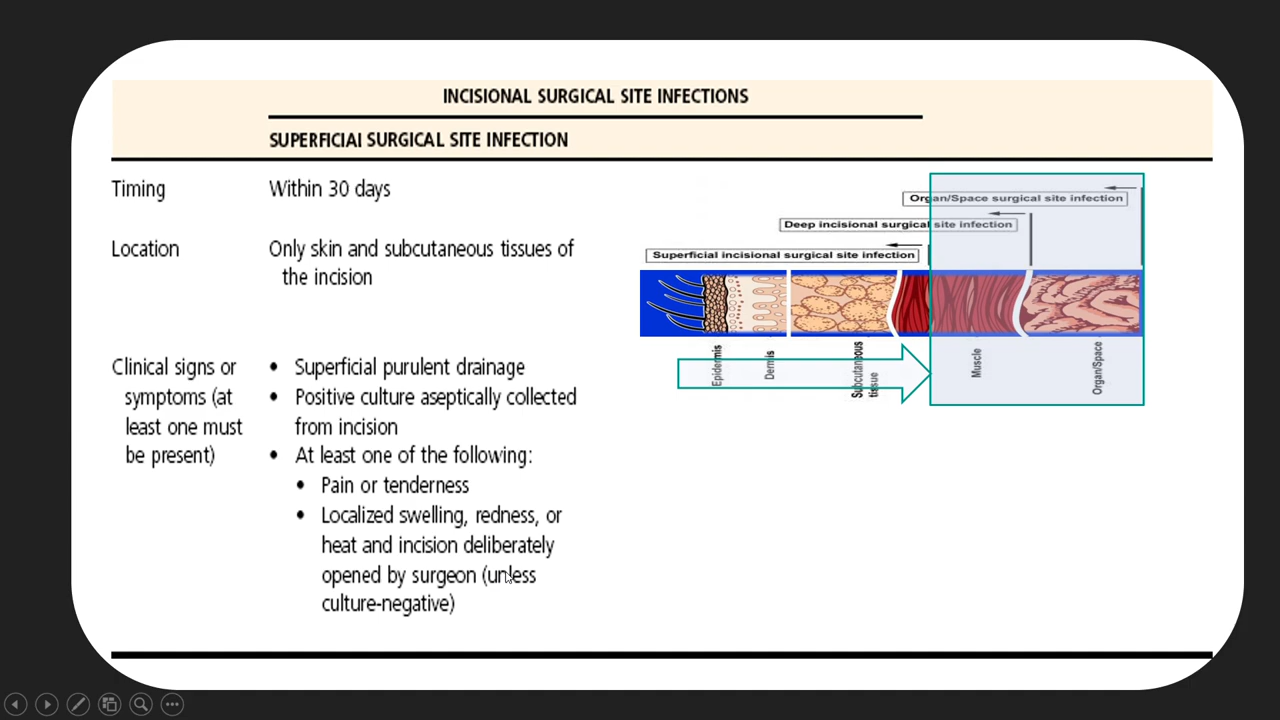 INCISIONAL SURGICAL SITE INFECTIONS
SUPERFICIAI SURGICAL SITE INFECTION
Timing
Within 30 days
Location
Only skin and subcutaneous tissues of
the incision
Clinical signs or
symptoms (at
least one must
be present)
• Superficial purulent drainage
• Positive culture aseptically collected
from incision
• At least one of the following:
• Pain or tenderness
• Localized swelling, redness, or
heat and incision deliberately
opened by surgeon (unless
culture-negative)
Organ/Space surgical site infection
Deep incisional surgical site infection
Superficial incisional surgical site infection
Epidermis
Dermis
Subcutaneous
tissue
Muscle
Organ/Space